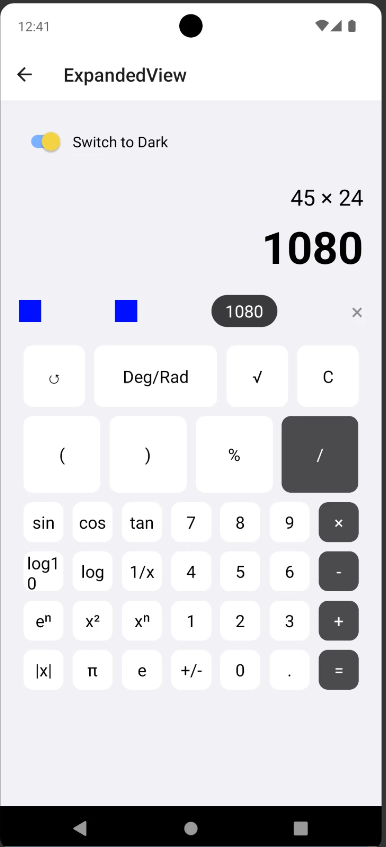 12:41
← ExpandedView
Switch to Dark
45 × 24
1080
1080 ×
↺ Deg/Rad √ C
( ) % /
sin cos tan 7 8 9 ×
log10 log 1/x 4 5 6 -
eⁿ x² xⁿ 1 2 3 +
|x| π e +/- 0 . =